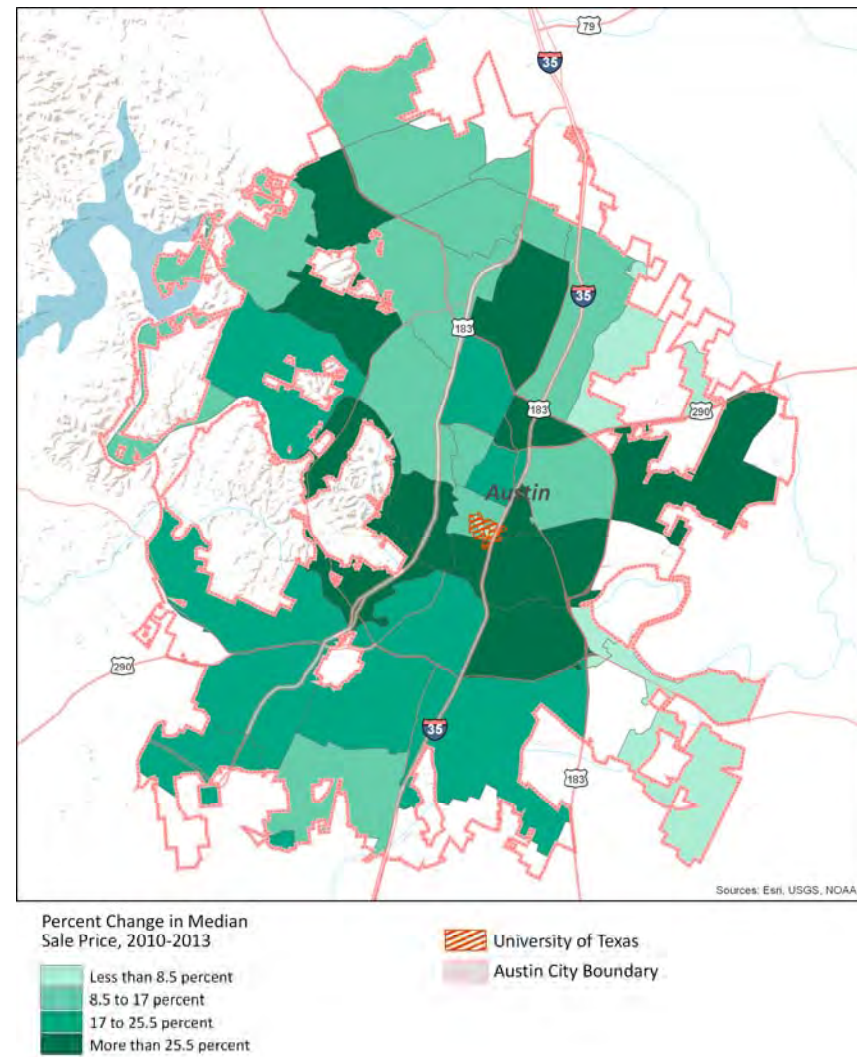 79
35
35
183
183
290
Austin
290
35
183
Sources: Esri, USGS, NOAA
Percent Change in Median
Sale Price, 2010-2013
Less than 8.5 percent
8.5 to 17 percent
17 to 25.5 percent
More than 25.5 percent
University of Texas
Austin City Boundary